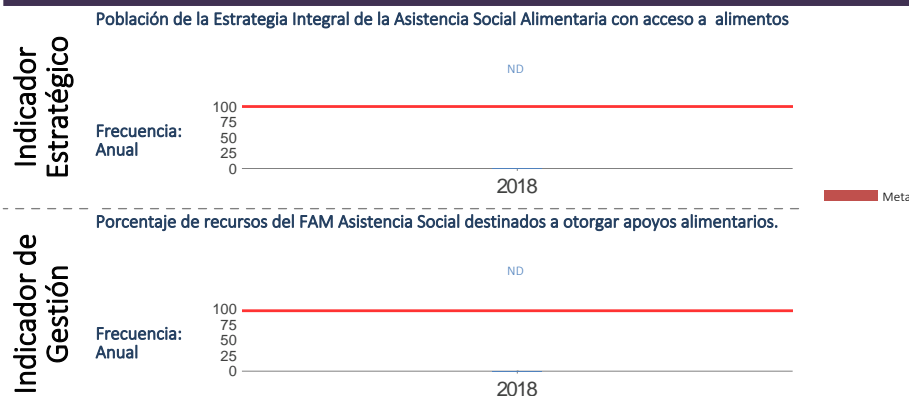 Población de la Estrategia Integral de la Asistencia Social Alimentaria con acceso a alimentos
Indicador
Estratégico
ND
Frecuencia:
Anual
100
75
50
25
0
2018
Meta
Porcentaje de recursos del FAM Asistencia Social destinados a otorgar apoyos alimentarios.
Indicador de
Gestión
ND
Frecuencia:
Anual
100
75
50
25
0
2018